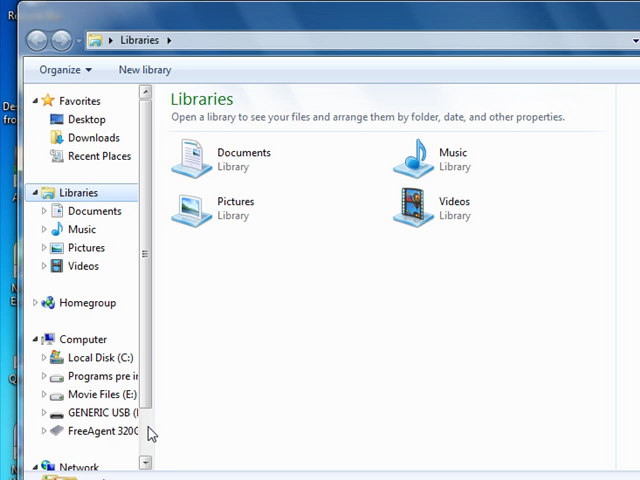 Libraries
Organize
New library
Favorites
Desktop
Downloads
Recent Places
Libraries
Documents
Music
Pictures
Videos
Homegroup
Computer
Local Disk (C:)
Programs pre in
Movie Files (E:)
GENERIC USB (
FreeAgent 320G
Network
Libraries
Open a library to see your files and arrange them by folder, date, and other properties.
Documents
Library
Music
Library
Pictures
Library
Videos
Library